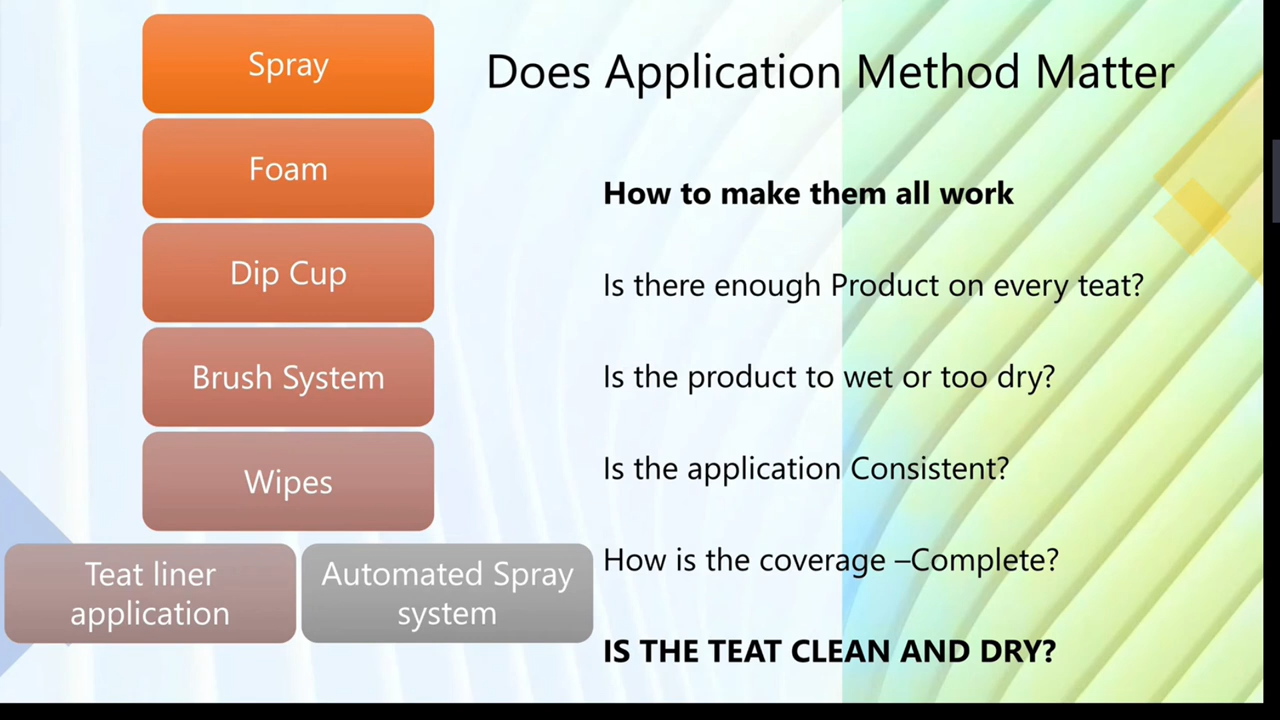 Does Application Method Matter
Spray
Foam
Dip Cup
Brush System
Wipes
Teat liner
application
Automated Spray
system
How to make them all work
Is there enough Product on every teat?
Is the product to wet or too dry?
Is the application Consistent?
How is the coverage –Complete?
IS THE TEAT CLEAN AND DRY?